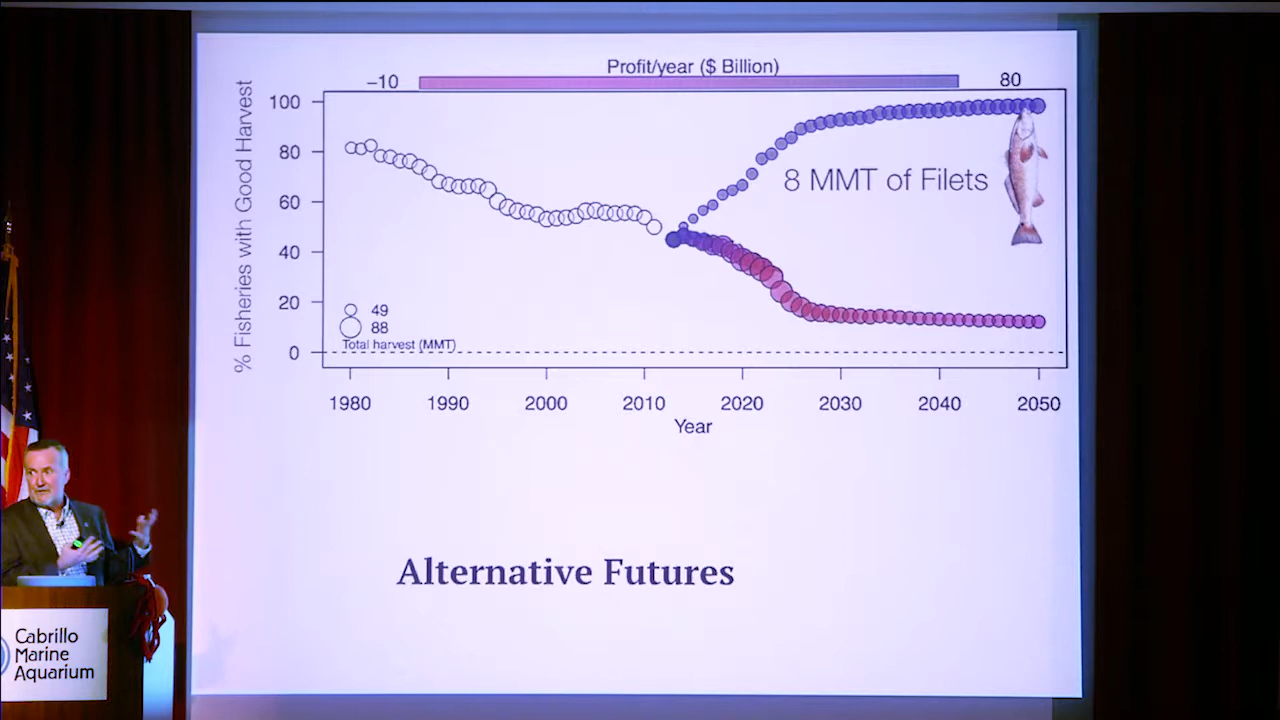 Profit/year ($ Billion)
–10
80
% Fisheries with Good Harvest
100
80
60
40
20
0
8 MMT of Filets
49
88
Total harvest (MMT)
1980 1990 2000 2010 2020 2030 2040 2050
Year
Alternative Futures
Cabrillo
Marine
Aquarium